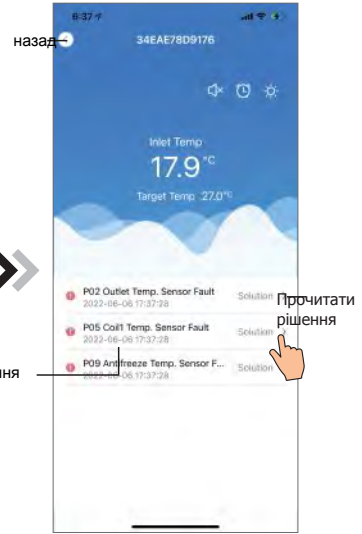 6:37
назад
34EAE78D9176
Inlet Temp
17.9°C
Target Temp 27.0°C
P02 Outlet Temp. Sensor Fault
Solution
2022-06-06 17:37:28
Прочитати
рішення
P05 Coil1 Temp. Sensor Fault
Solution
2022-06-06 17:37:28
P09 Antifreeze Temp. Sensor F...
Solution
2022-06-06 17:37:28
ня